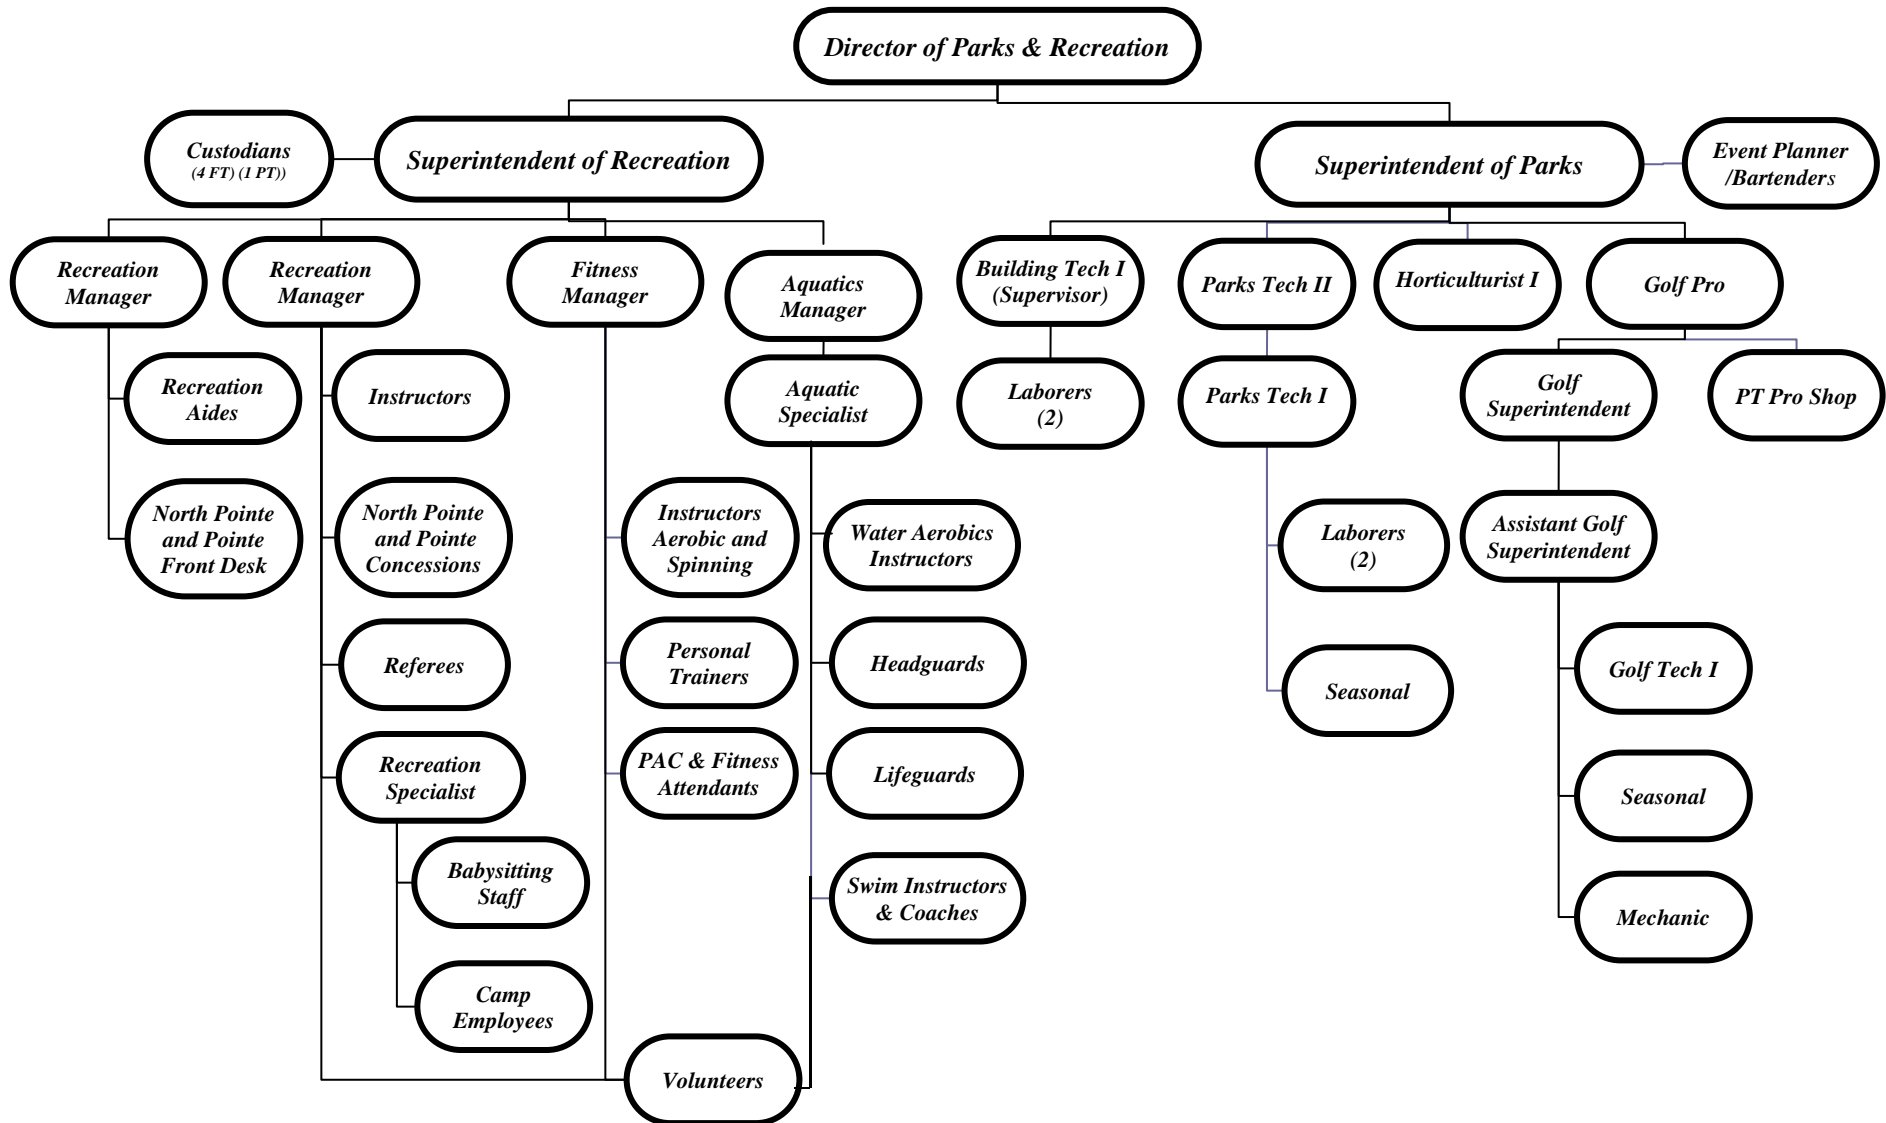 Director of Parks & Recreation
Custodians
(4 FT) (1 PT))
Superintendent of Recreation
Superintendent of Parks
Event Planner
/Bartenders
Recreation
Manager
Recreation
Manager
Fitness
Manager
Aquatics
Manager
Building Tech I
(Supervisor)
Parks Tech II
Horticulturist I
Golf Pro
Recreation
Aides
Instructors
Aquatic
Specialist
Laborers
(2)
Parks Tech I
Golf
Superintendent
PT Pro Shop
North Pointe
and Pointe
Front Desk
North Pointe
and Pointe
Concessions
Instructors
Aerobic and
Spinning
Water Aerobics
Instructors
Laborers
(2)
Assistant Golf
Superintendent
Referees
Personal
Trainers
Headguards
Seasonal
Golf Tech I
Recreation
Specialist
PAC & Fitness
Attendants
Lifeguards
Seasonal
Babysitting
Staff
Swim Instructors
& Coaches
Mechanic
Camp
Employees
Volunteers